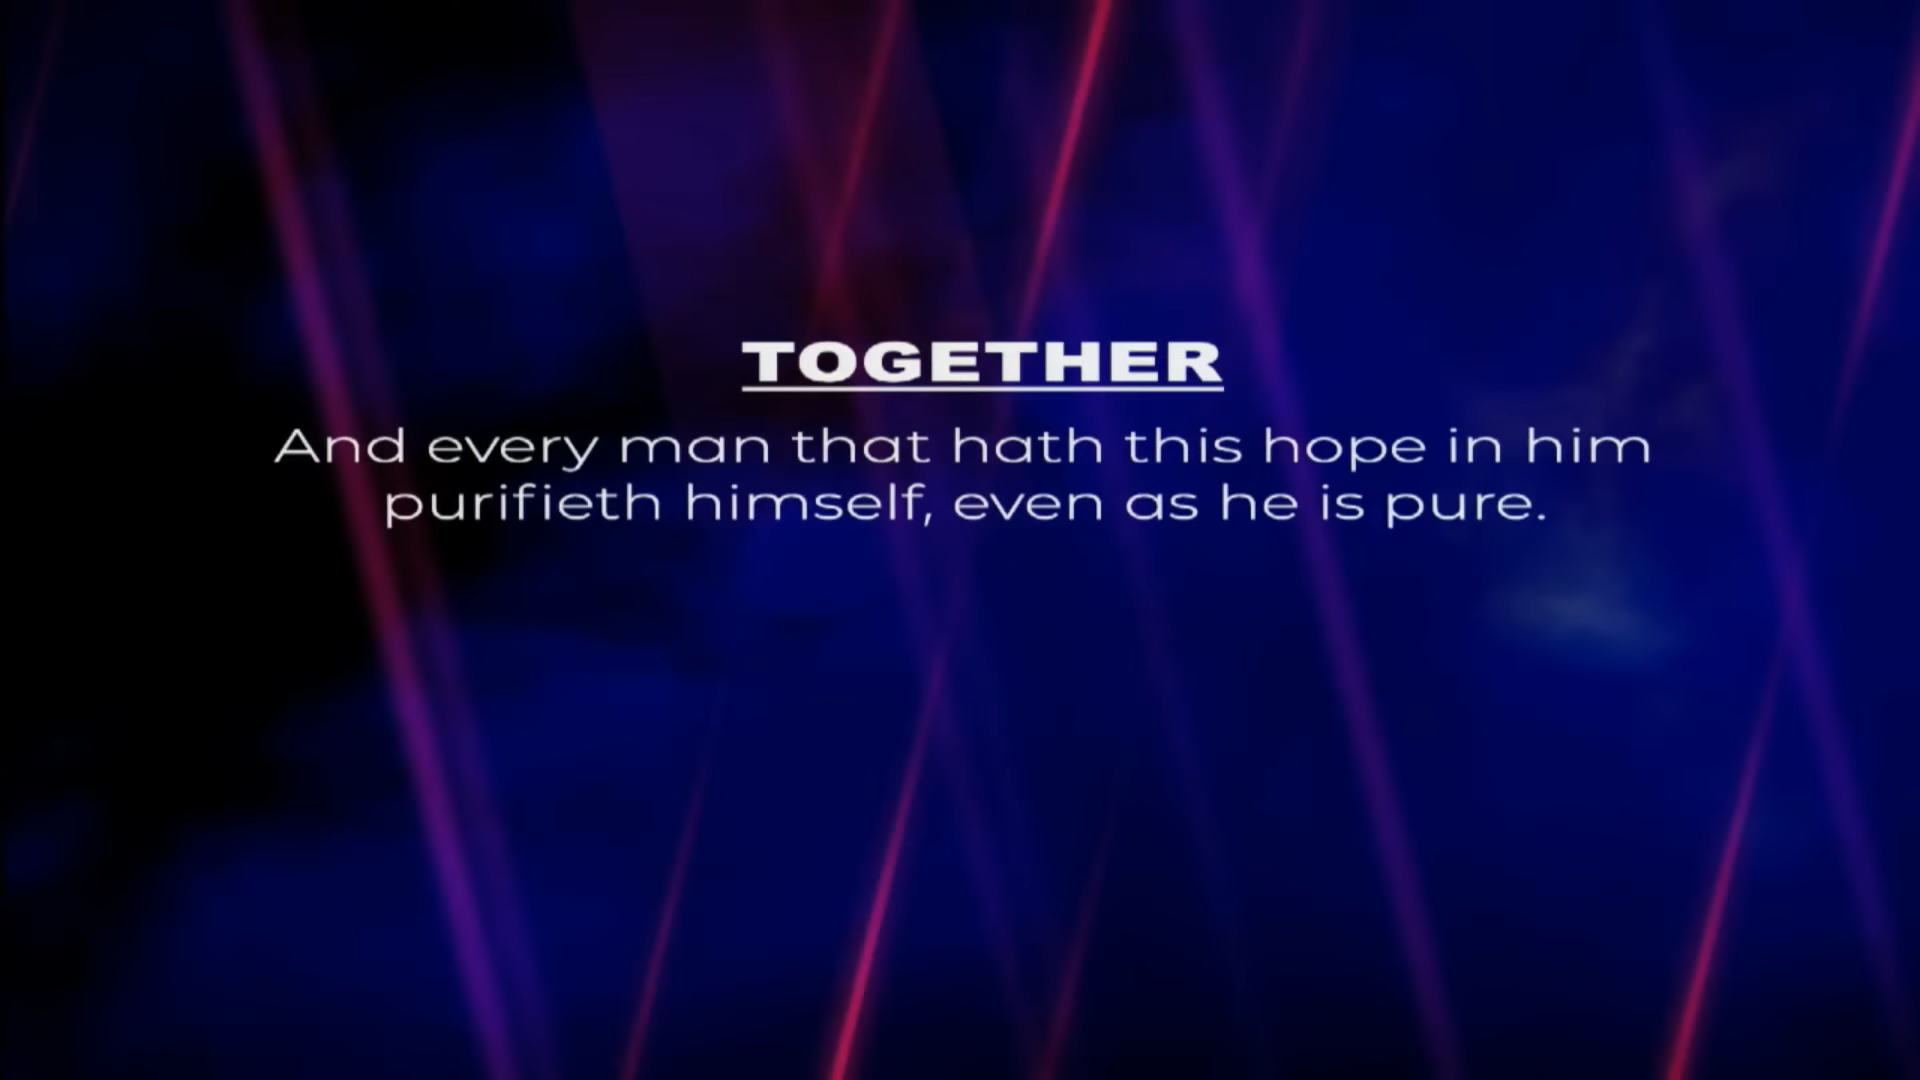 TOGETHER
And every man that hath this hope in him
purifieth himself, even as he is pure.